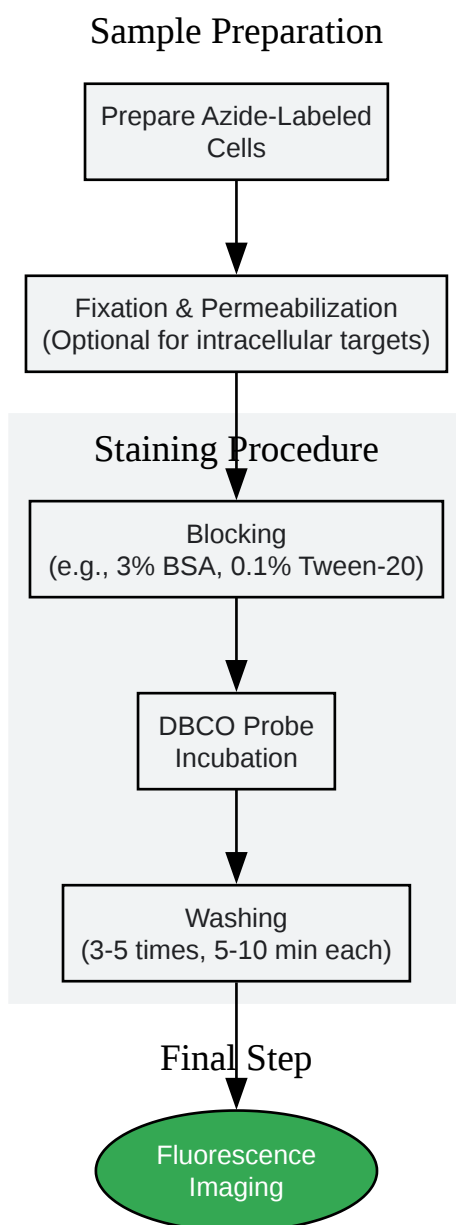 Sample Preparation
Prepare Azide-Labeled
Cells
Fixation & Permeabilization
(Optional for intracellular targets)
Staining Procedure
Blocking
(e.g., 3% BSA, 0.1% Tween-20)
DBCO Probe
Incubation
Washing
(3-5 times, 5-10 min each)
Final Step
Fluorescence
Imaging